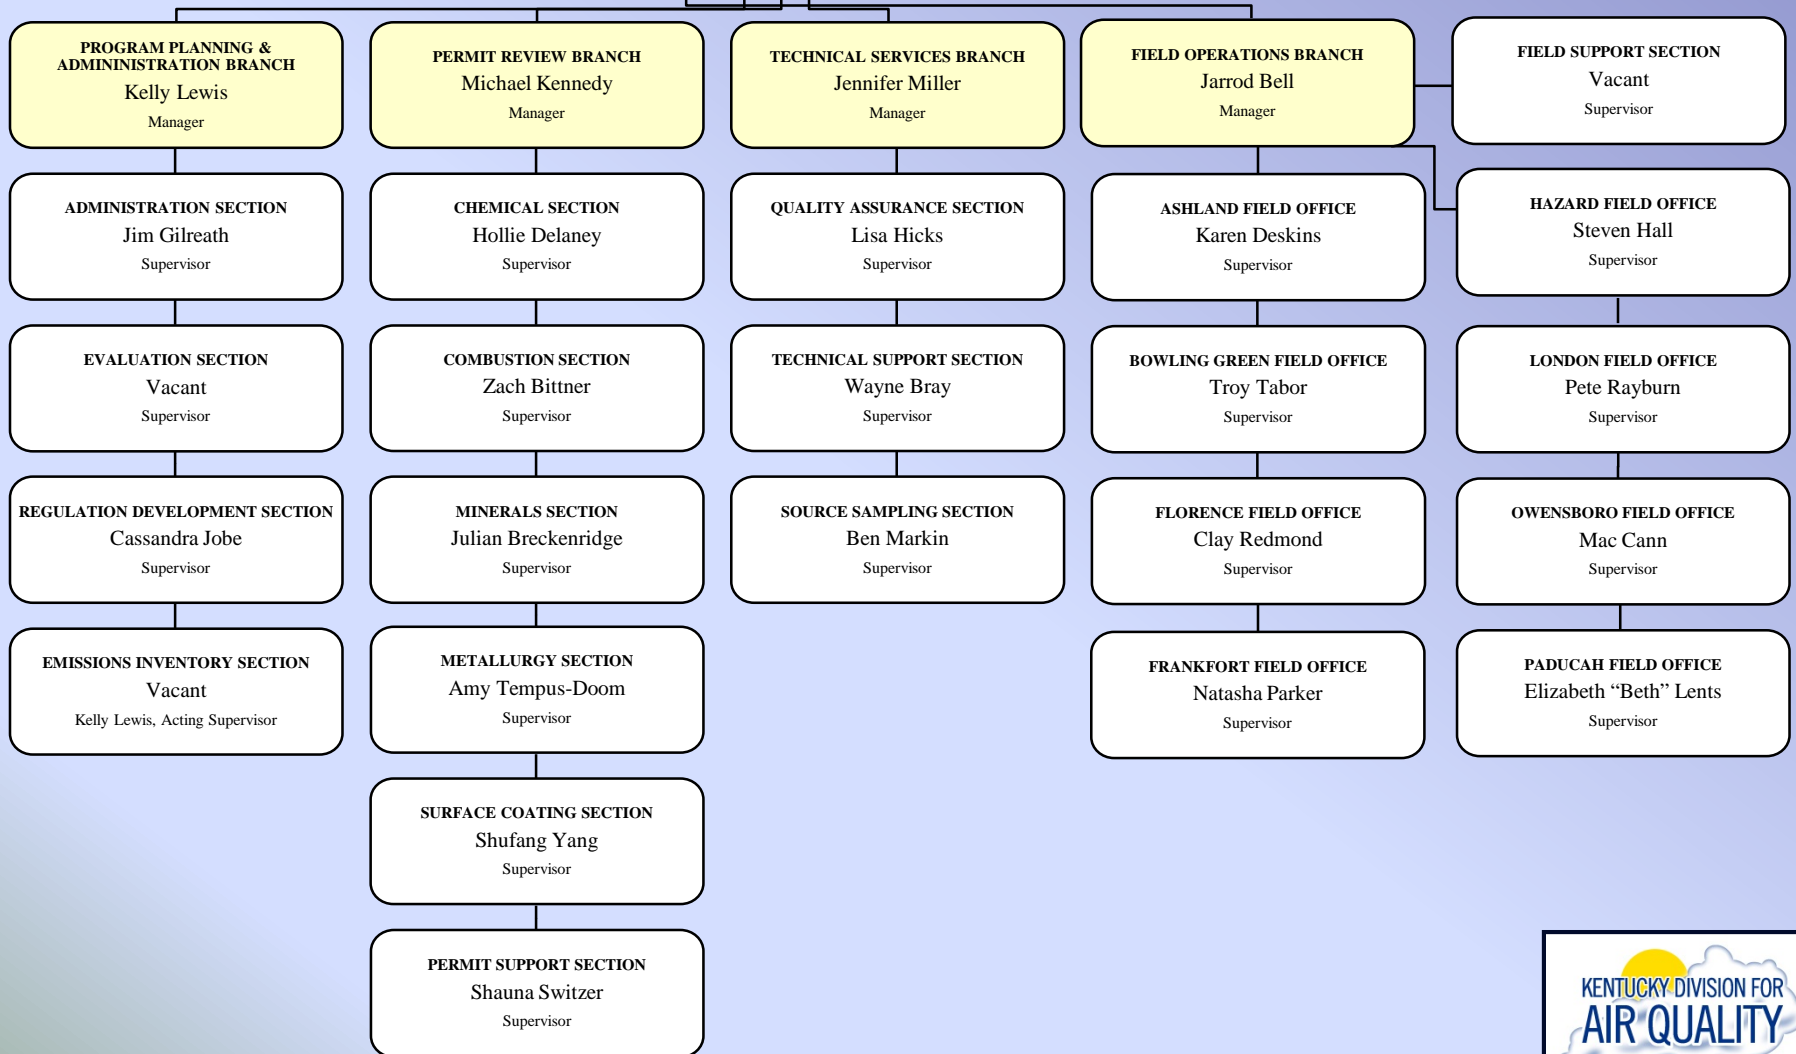 PROGRAM PLANNING &
ADMININISTRATION BRANCH
Kelly Lewis
Manager
ADMINISTRATION SECTION
Jim Gilreath
Supervisor
EVALUATION SECTION
Vacant
Supervisor
REGULATION DEVELOPMENT SECTION
Cassandra Jobe
Supervisor
EMISSIONS INVENTORY SECTION
Vacant
Kelly Lewis, Acting Supervisor
PERMIT REVIEW BRANCH
Michael Kennedy
Manager
CHEMICAL SECTION
Hollie Delaney
Supervisor
COMBUSTION SECTION
Zach Bittner
Supervisor
MINERALS SECTION
Julian Breckenridge
Supervisor
METALLURGY SECTION
Amy Tempus-Doom
Supervisor
SURFACE COATING SECTION
Shufang Yang
Supervisor
PERMIT SUPPORT SECTION
Shauna Switzer
Supervisor
TECHNICAL SERVICES BRANCH
Jennifer Miller
Manager
QUALITY ASSURANCE SECTION
Lisa Hicks
Supervisor
TECHNICAL SUPPORT SECTION
Wayne Bray
Supervisor
SOURCE SAMPLING SECTION
Ben Markin
Supervisor
FIELD OPERATIONS BRANCH
Jarrod Bell
Manager
ASHLAND FIELD OFFICE
Karen Deskins
Supervisor
BOWLING GREEN FIELD OFFICE
Troy Tabor
Supervisor
FLORENCE FIELD OFFICE
Clay Redmond
Supervisor
FRANKFORT FIELD OFFICE
Natasha Parker
Supervisor
FIELD SUPPORT SECTION
Vacant
Supervisor
HAZARD FIELD OFFICE
Steven Hall
Supervisor
LONDON FIELD OFFICE
Pete Rayburn
Supervisor
OWENSBORO FIELD OFFICE
Mac Cann
Supervisor
PADUCAH FIELD OFFICE
Elizabeth “Beth” Lents
Supervisor
KENTUCKY DIVISION FOR
AIR QUALITY